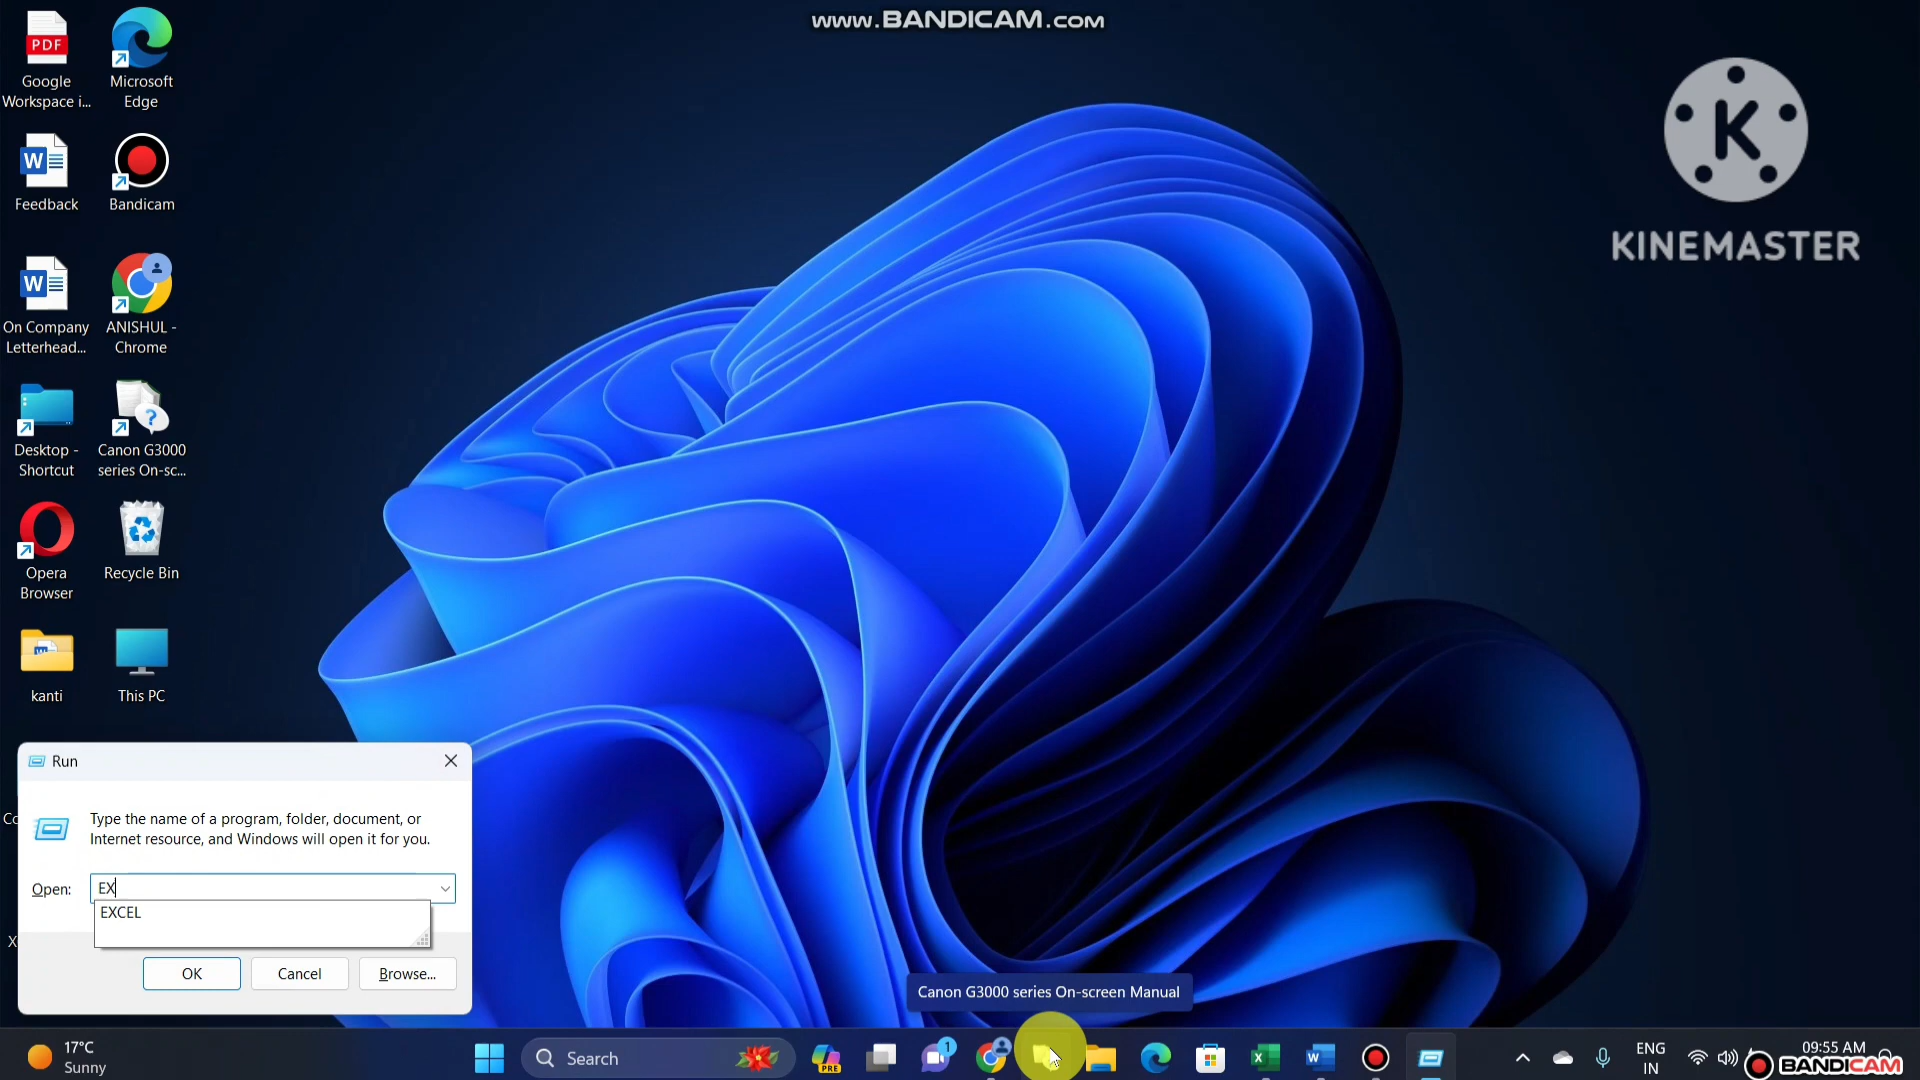 www.BANDICAM.com
PDF
Google
Workspace i...
Microsoft
Edge
K
KINEMASTER
W
Feedback
Bandicam
W
On Company
Letterhead...
ANISHUL -
Chrome
Desktop -
Shortcut
?
Canon G3000
series On-sc...
Opera
Browser
Recycle Bin
kanti
This PC
Run
Type the name of a program, folder, document, or
Internet resource, and Windows will open it for you.
Open:
EX
EXCEL
OK
Cancel
Browse...
Canon G3000 series On-screen Manual
17°C
Sunny
Search
PRE
1
X
W
ENG
IN
09:55 AM
BANDICAM